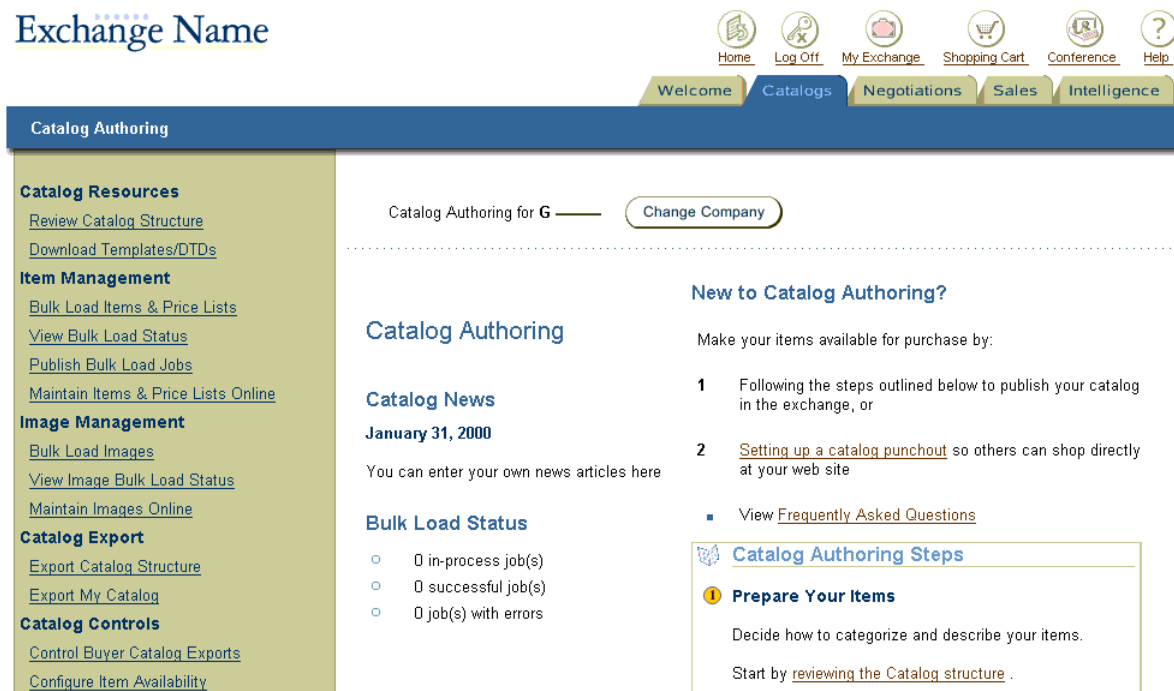 Exchange Name
Home
Log Off
My Exchange
Shopping Cart
Conference
Help
Welcome
Catalogs
Negotiations
Sales
Intelligence
Catalog Authoring
Catalog Resources
Review Catalog Structure
Download Templates/DTDs
Item Management
Bulk Load Items & Price Lists
View Bulk Load Status
Publish Bulk Load Jobs
Maintain Items & Price Lists Online
Image Management
Bulk Load Images
View Image Bulk Load Status
Maintain Images Online
Catalog Export
Export Catalog Structure
Export My Catalog
Catalog Controls
Control Buyer Catalog Exports
Configure Item Availability
Catalog Authoring for G
Change Company
Catalog Authoring
Catalog News
January 31, 2000
You can enter your own news articles here
Bulk Load Status
0 in-process job(s)
0 successful job(s)
0 job(s) with errors
New to Catalog Authoring?
Make your items available for purchase by:
1 Following the steps outlined below to publish your catalog
in the exchange, or
2 Setting up a catalog punchout so others can shop directly
at your web site
View Frequently Asked Questions
Catalog Authoring Steps
1 Prepare Your Items
Decide how to categorize and describe your items.
Start by reviewing the Catalog structure .